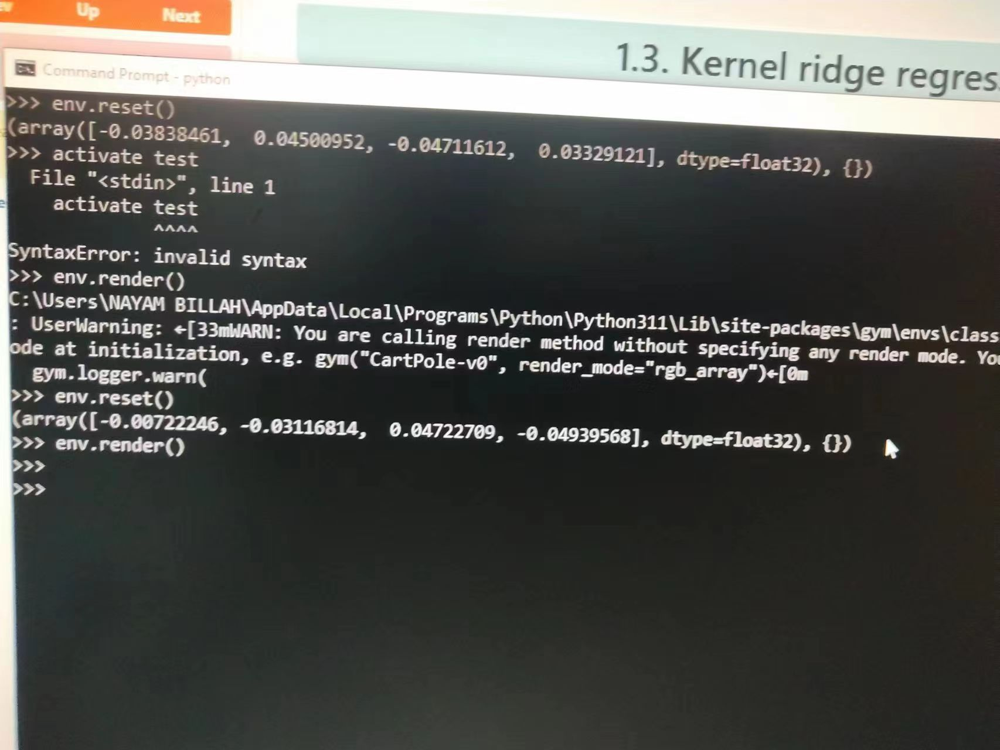 Up
Next
1.3. Kernel ridge
Command Prompt - python
>>> env.reset()
(array([-0.03838461,  0.04500952, -0.04711612,  0.03329121], dtype=float32), {})
>>> activate test
  File "<stdin>", line 1
    activate test
             ^^^^
SyntaxError: invalid syntax
>>> env.render()
C:\Users\NAYAM BILLAH\AppData\Local\Programs\Python\Python311\Lib\site-packages\gym\envs\class
: UserWarning: ←[33mWARN: You are calling render method without specifying any render mode. You
ode at initialization, e.g. gym("CartPole-v0", render_mode="rgb_array")←[0m
  gym.logger.warn(
>>> env.reset()
(array([-0.00722246, -0.03116814,  0.04722709, -0.04939568], dtype=float32), {})
>>> env.render()
>>>
>>>